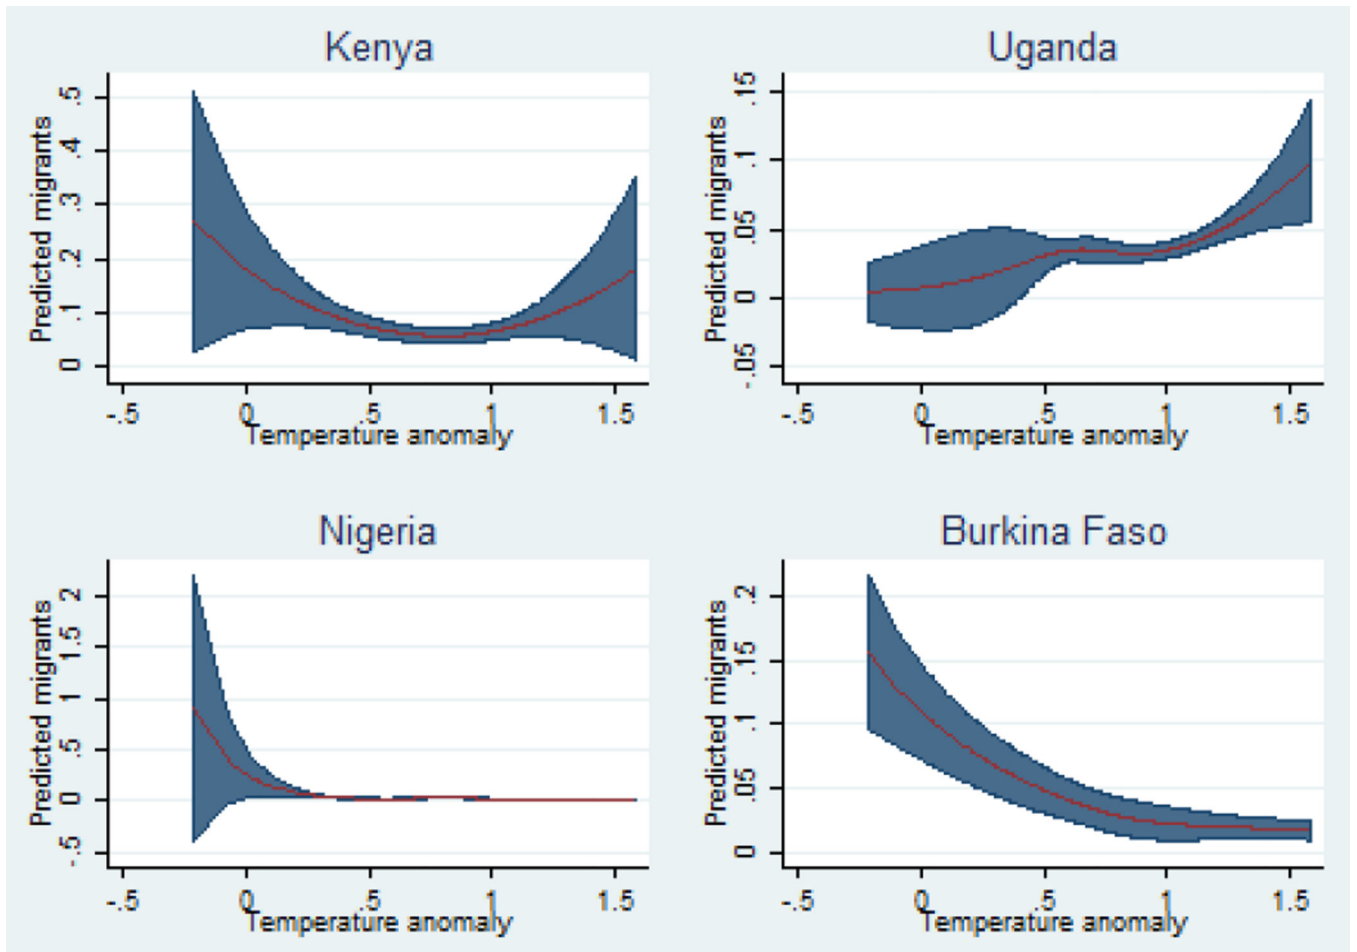 Kenya
Predicted migrants
.5
.4
.3
.2
.1
0
-.5 0 .5 1 1.5
Temperature anomaly
Uganda
Predicted migrants
.15
.1
.05
0
-.05
-.5 0 .5 1 1.5
Temperature anomaly
Nigeria
Predicted migrants
2
1.5
1
.5
0
-.5
-.5 0 .5 1 1.5
Temperature anomaly
Burkina Faso
Predicted migrants
.2
.15
.1
.05
0
-.5 0 .5 1 1.5
Temperature anomaly